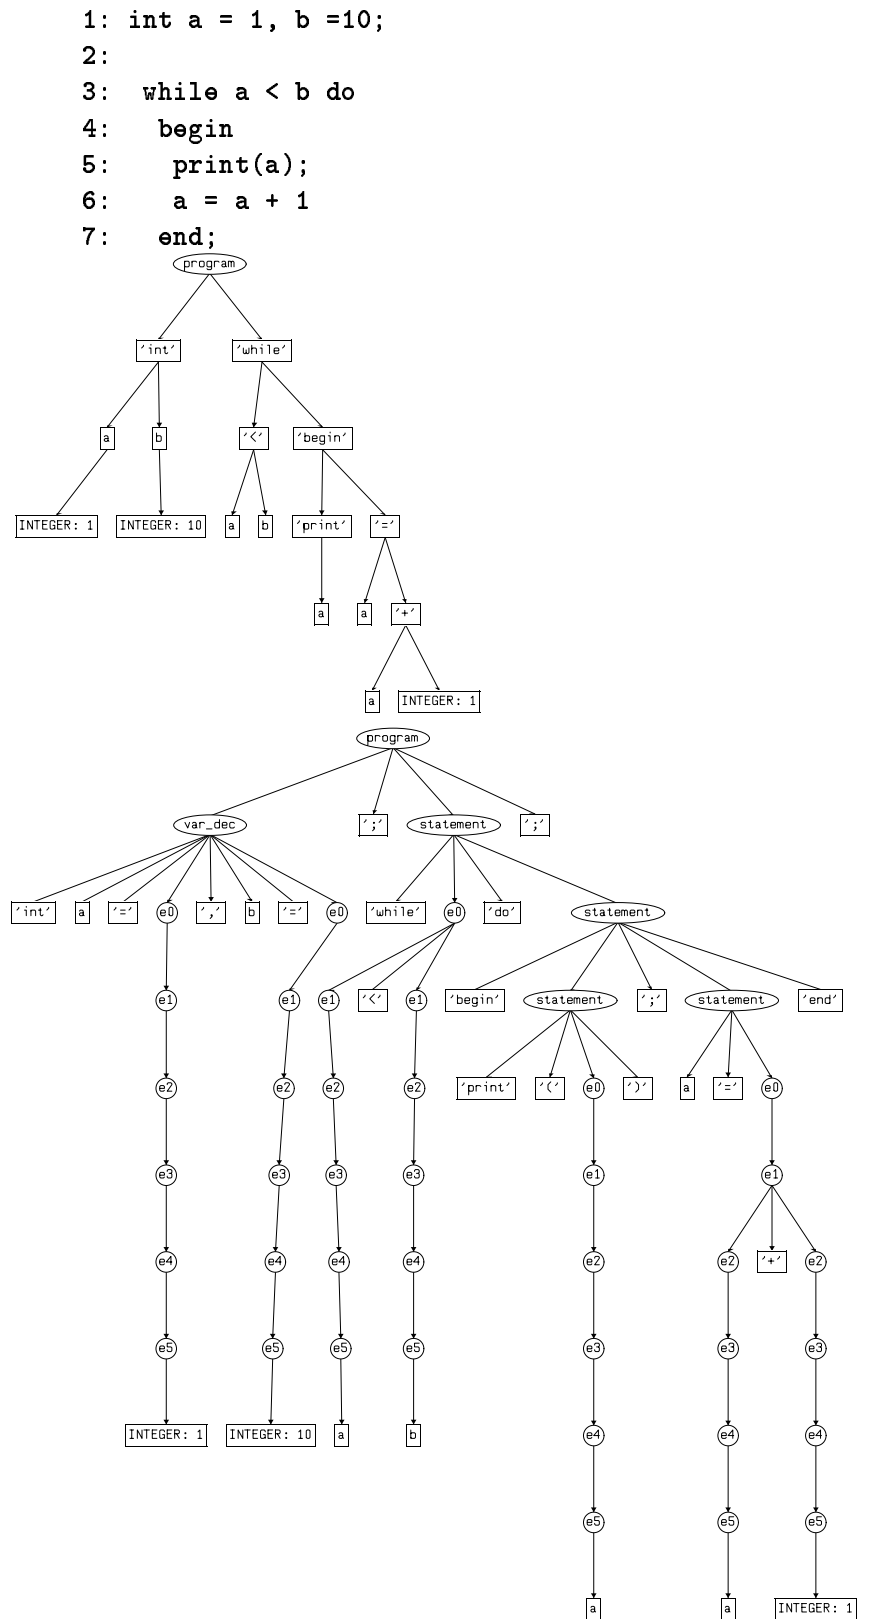 1: int a = 1, b =10;
2:
3: while a < b do
4: begin
5: print(a);
6: a = a + 1
7: end;
program
'int' 'while'
a b '<' 'begin'
INTEGER: 1 INTEGER: 10 a b 'print' '='
a a '+'
a INTEGER: 1
program
var_dec ';' statement ';'
'int' a '=' e0 ',' b '=' e0 'while' e0 'do' statement
e1 e1 e1 '<' e1 'begin' statement ';' statement 'end'
e2 e2 e2 e2 'print' '(' e0 ')' a '=' e0
e3 e3 e3 e3 e1 e1
e4 e4 e4 e4 e2 e2 '+' e2
e5 e5 e5 e5 e3 e3 e3
INTEGER: 1 INTEGER: 10 a b e4 e4 e4
e5 e5 e5
a a INTEGER: 1